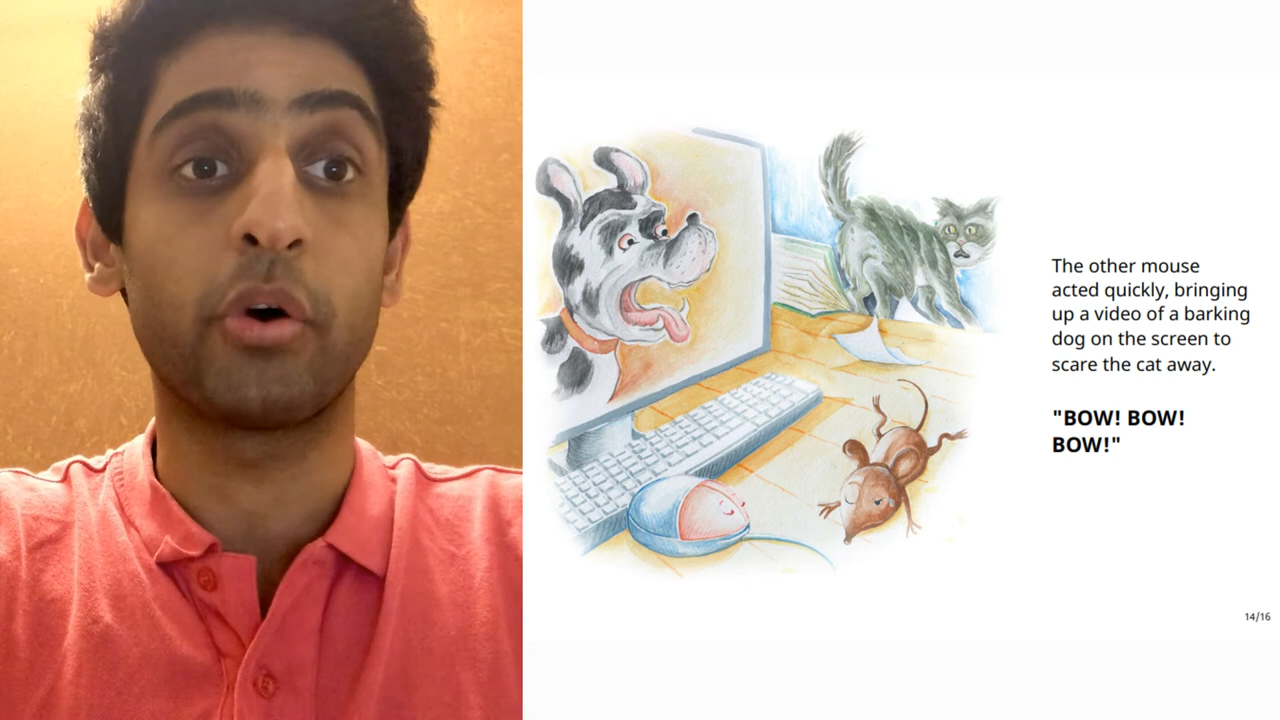 The other mouse
acted quickly, bringing
up a video of a barking
dog on the screen to
scare the cat away.
"BOW! BOW!
BOW!"
14/16